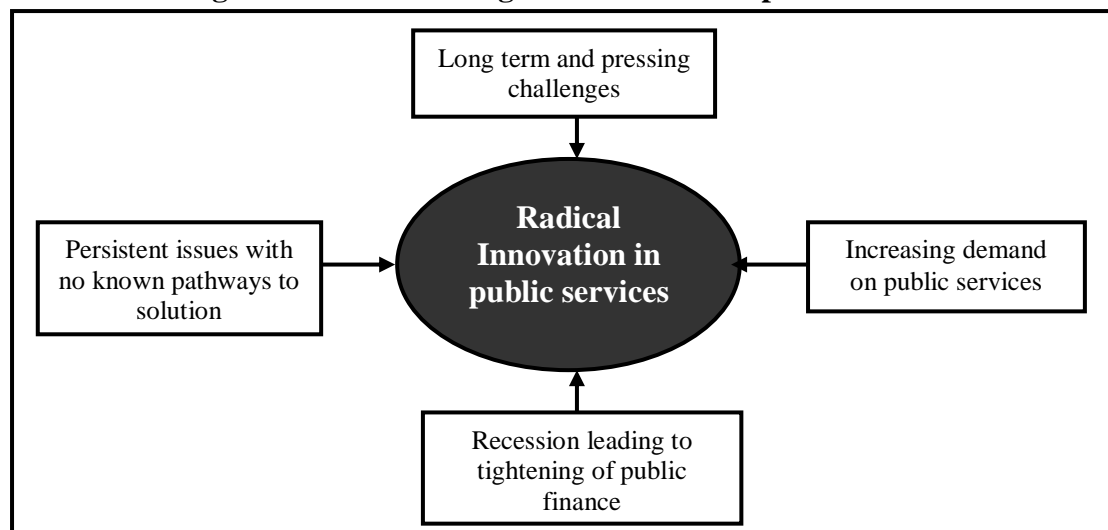 Long term and pressing
challenges
Persistent issues with
no known pathways to
solution
Radical
Innovation in
public services
Increasing demand
on public services
Recession leading to
tightening of public
finance